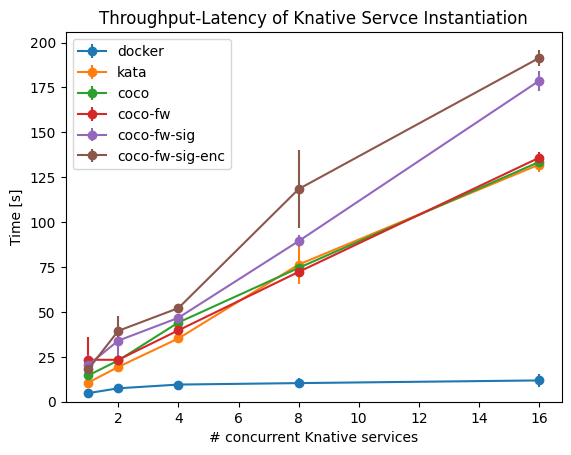 Throughput-Latency of Knative Servce Instantiation
docker
kata
coco
coco-fw
coco-fw-sig
coco-fw-sig-enc
Time [s]
200
175
150
125
100
75
50
25
0
2
4
6
8
10
12
14
16
# concurrent Knative services